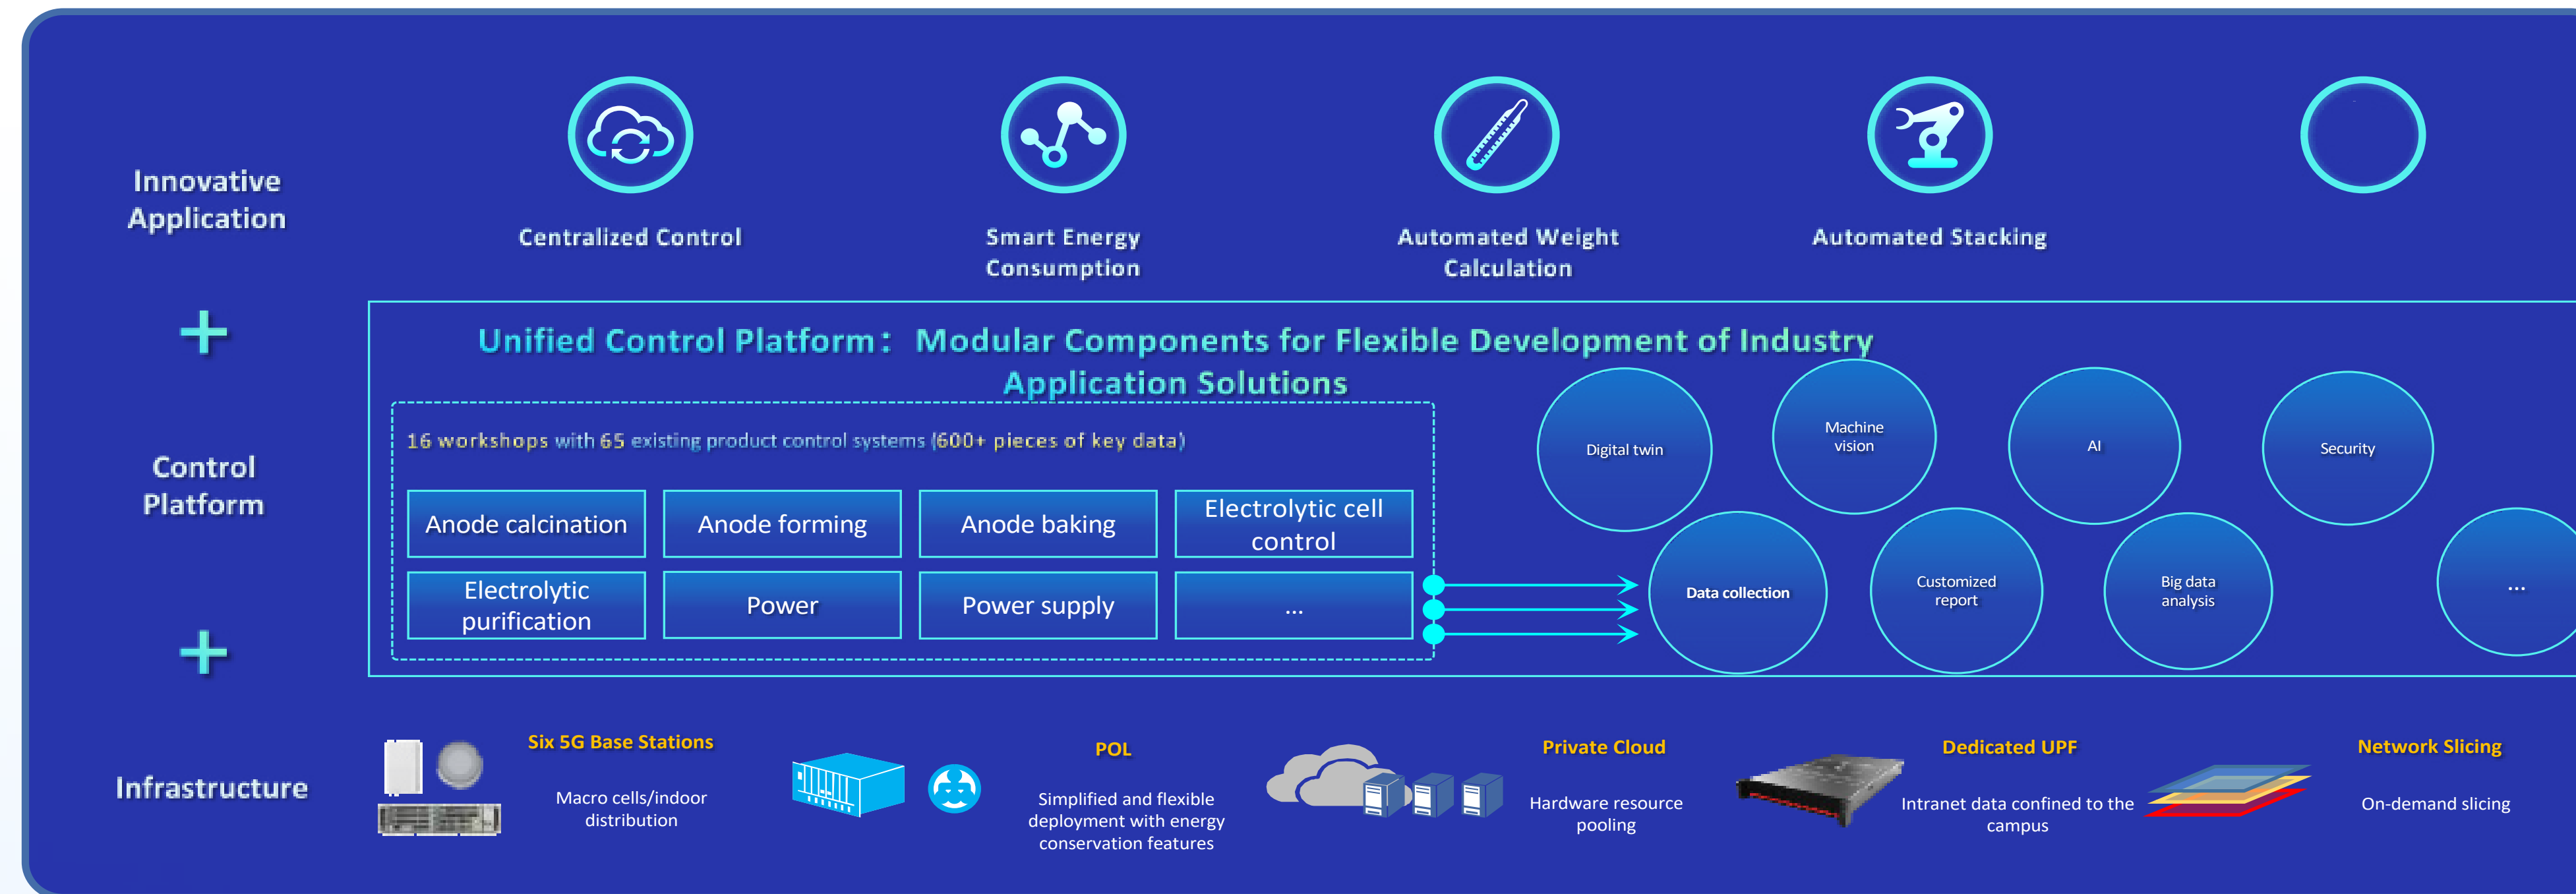 Innovative
Application
Centralized Control
Smart Energy
Consumption
Automated Weight
Calculation
Automated Stacking
+
Unified Control Platform： Modular Components for Flexible Development of Industry
Application Solutions
Control
Platform
16 workshops with 65 existing product control systems (600+ pieces of key data)
Anode calcination
Anode forming
Anode baking
Electrolytic cell
control
Electrolytic
purification
Power
Power supply
...
Digital twin
Machine
vision
AI
Security
Data collection
Customized
report
Big data
analysis
...
+
Infrastructure
Six 5G Base Stations
Macro cells/indoor
distribution
POL
Simplified and flexible
deployment with energy
conservation features
Private Cloud
Hardware resource
pooling
Dedicated UPF
Intranet data confined to the
campus
Network Slicing
On-demand slicing